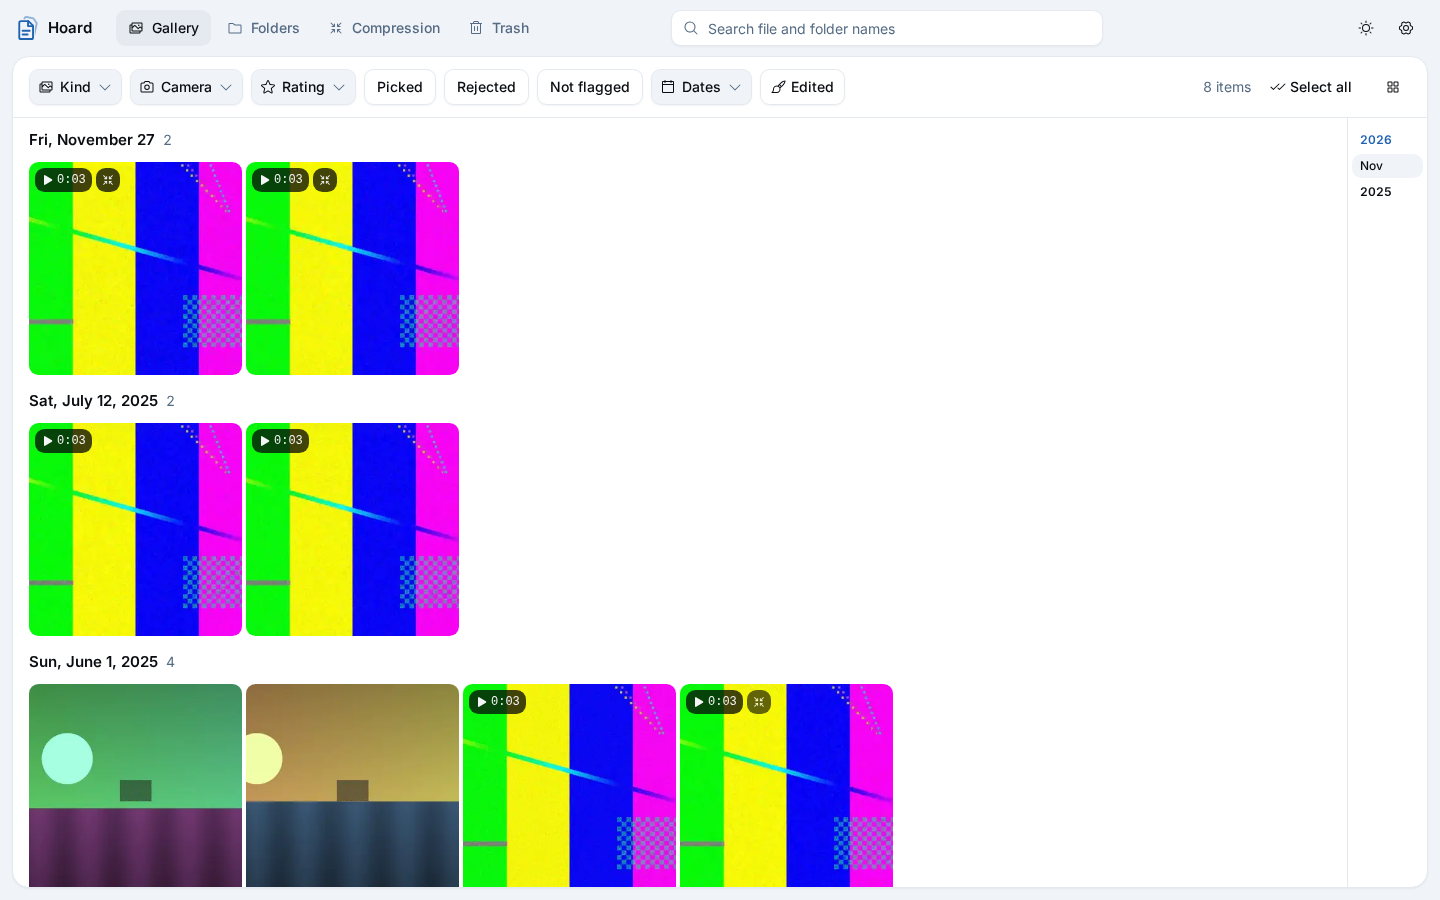 Hoard
Gallery
Folders
Compression
Trash
Search file and folder names
Kind
Camera
Rating
Picked
Rejected
Not flagged
Dates
Edited
8 items
Select all
Fri, November 27 2
0:03
0:03
Sat, July 12, 2025 2
0:03
0:03
Sun, June 1, 2025 4
0:03
0:03
2026
Nov
2025